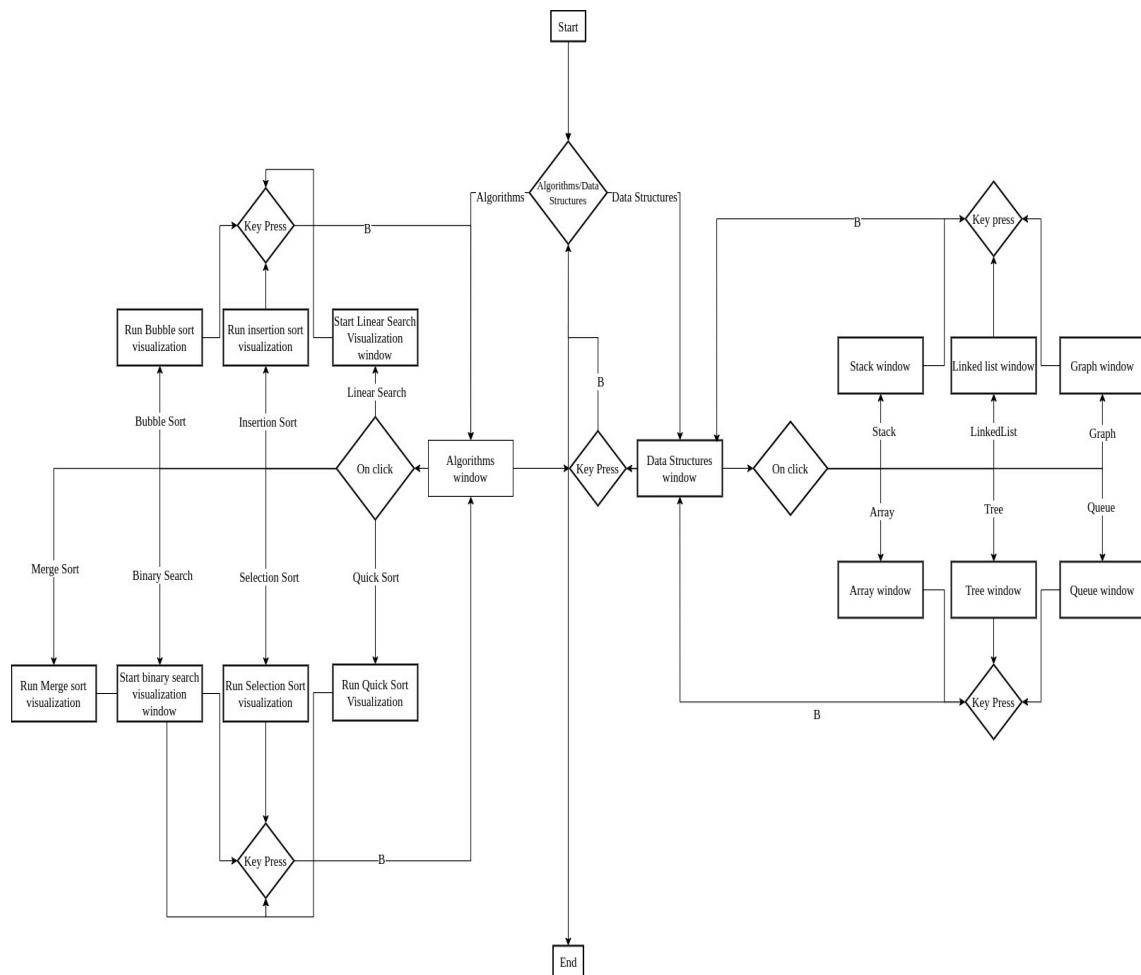 Start
Algorithms/Data
Structures
Algorithms
Data Structures
Key Press
B
Key press
B
Run Bubble sort
visualization
Run insertion sort
visualization
Start Linear Search
Visualization
window
Stack window
Linked list window
Graph window
B
Linear Search
Bubble Sort
Insertion Sort
Stack
LinkedList
Graph
On click
Algorithms
window
Key Press
Data Structures
window
On click
Array
Tree
Queue
Merge Sort
Binary Search
Selection Sort
Quick Sort
Array window
Tree window
Queue window
Run Merge sort
visualization
Start binary search
visualization
window
Run Selection Sort
visualization
Run Quick Sort
Visualization
Key Press
B
Key Press
B
End